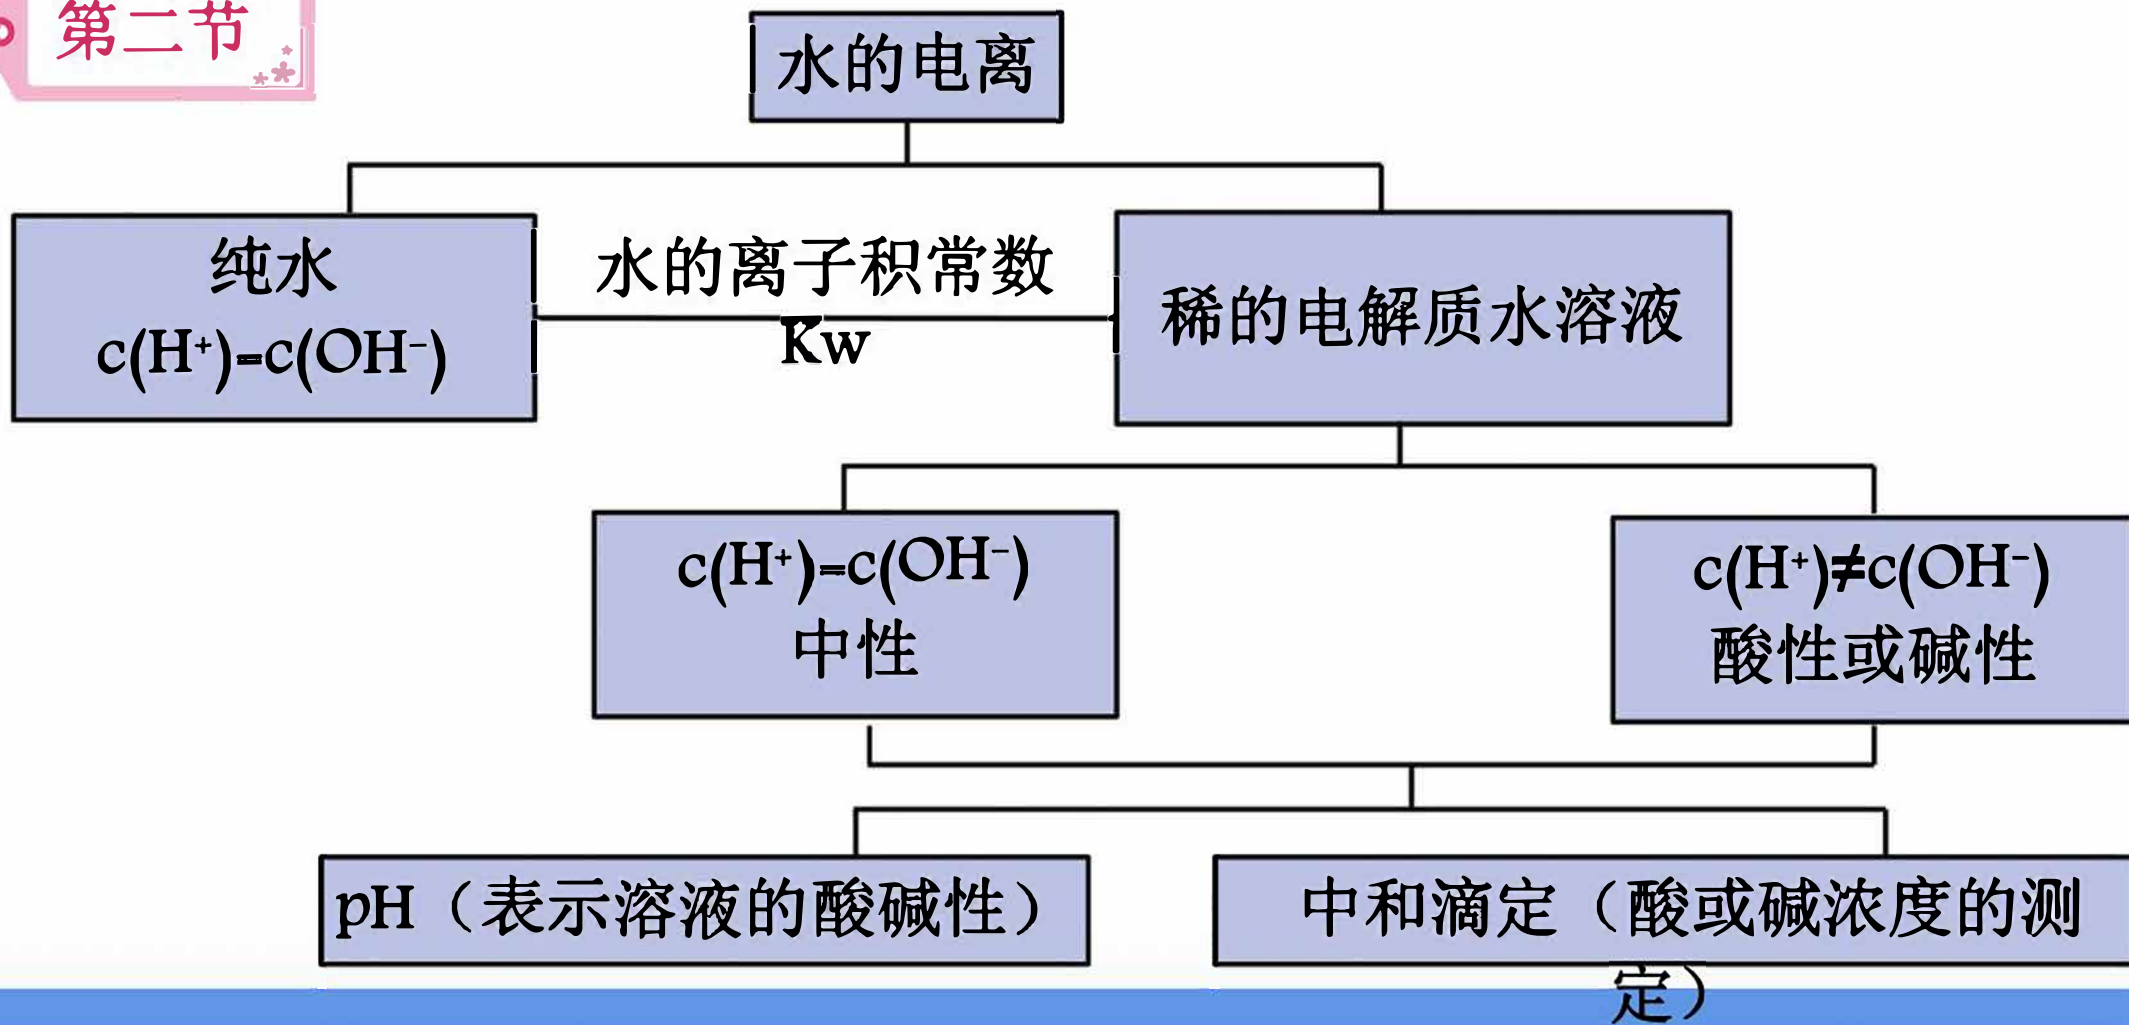 第二节
水的电离
纯水
c(H⁺)=c(OH⁻)
水的离子积常数
Kw
稀的电解质水溶液
c(H⁺)=c(OH⁻)
中性
c(H⁺)≠c(OH⁻)
酸性或碱性
pH（表示溶液的酸碱性）
中和滴定（酸或碱浓度的测
定）